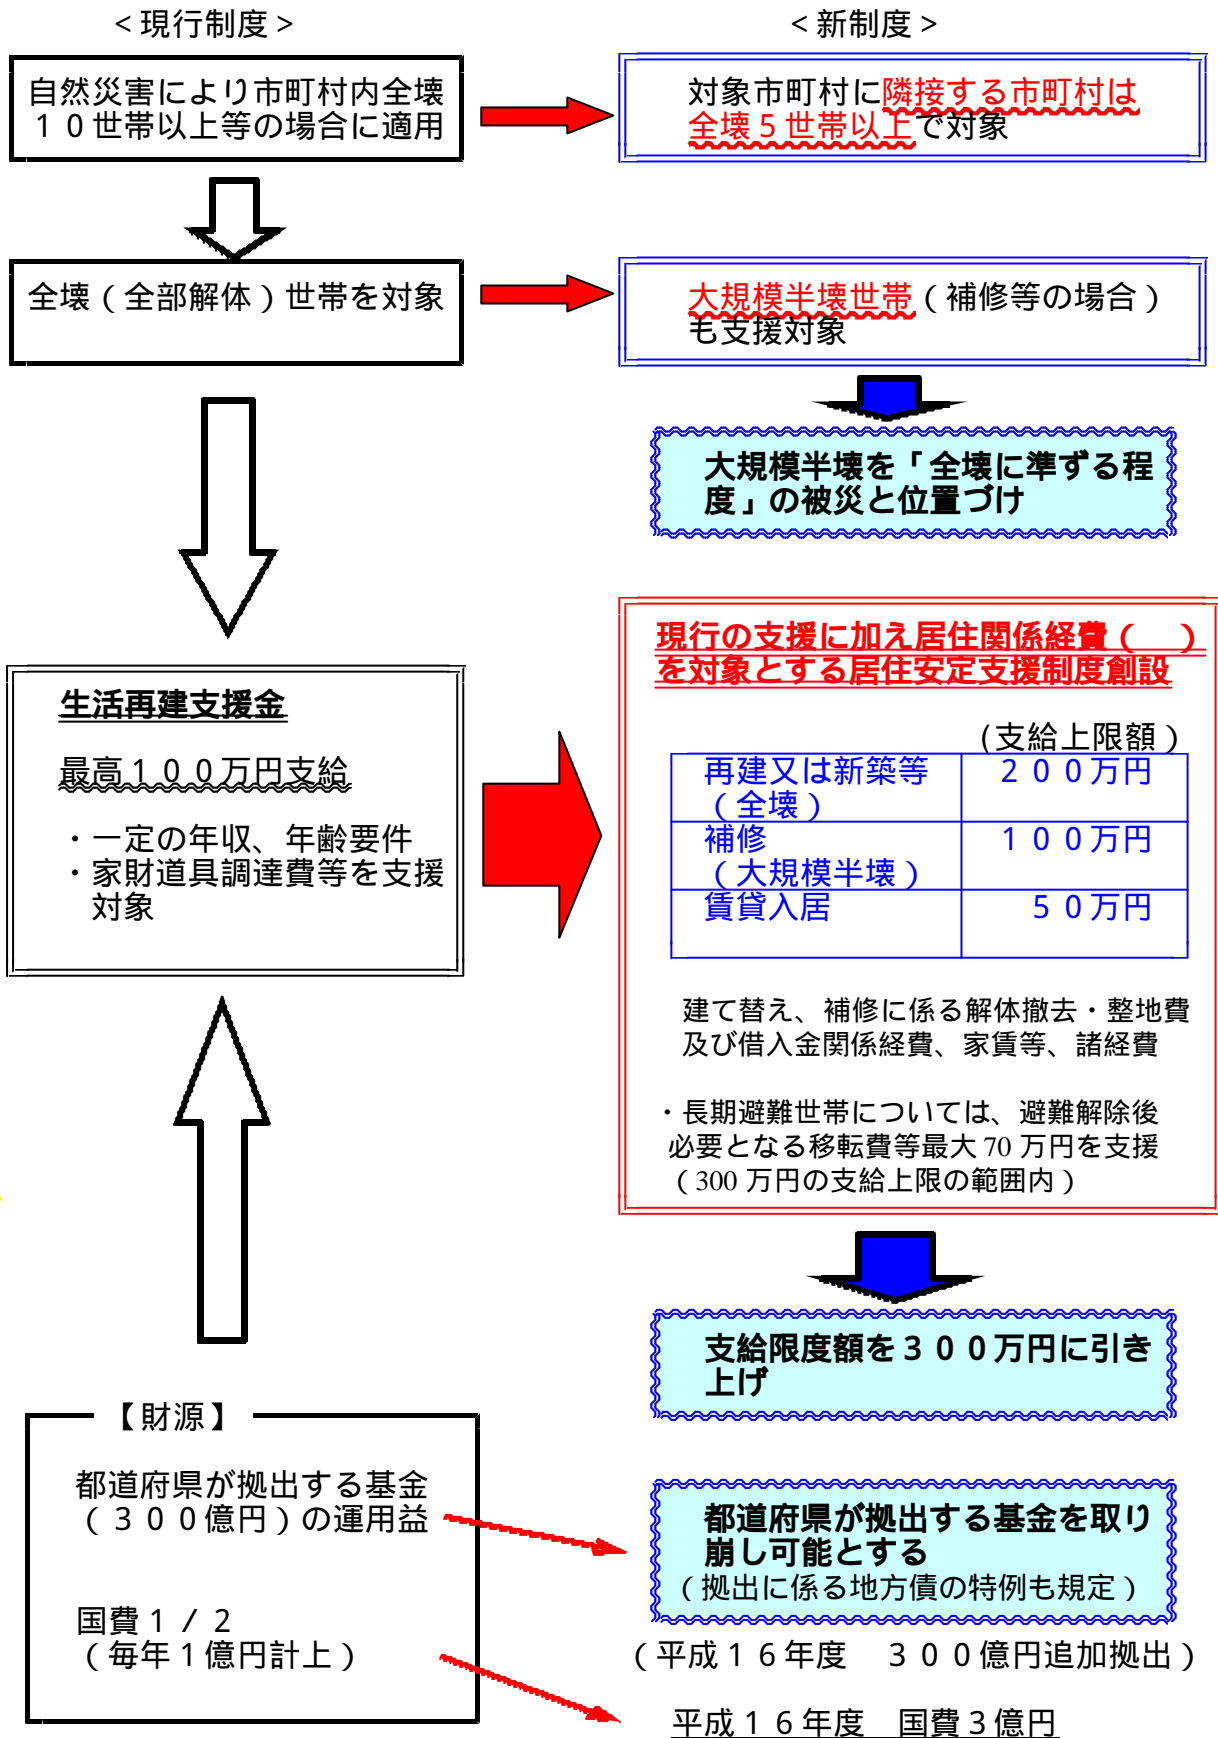 ＜現行制度＞
自然災害により市町村内全壊
１０世帯以上等の場合に適用
全壊（全部解体）世帯を対象
生活再建支援金
最高１００万円支給
・一定の年収、年齢要件
・家財道具調達費等を支援
対象
【財源】
都道府県が拠出する基金
（３００億円）の運用益
国費１／２
（毎年１億円計上）
＜新制度＞
対象市町村に隣接する市町村は
全壊５世帯以上で対象
大規模半壊世帯（補修等の場合）
も支援対象
大規模半壊を「全壊に準ずる程
度」の被災と位置づけ
現行の支援に加え居住関係経費（　）
を対象とする居住安定支援制度創設
（支給上限額）
再建又は新築等 ２００万円
（全壊）
補修 １００万円
（大規模半壊）
賃貸入居 ５０万円
建て替え、補修に係る解体撤去・整地費
及び借入金関係経費、家賃等、諸経費
・長期避難世帯については、避難解除後
必要となる移転費等最大70万円を支援
（300万円の支給上限の範囲内）
支給限度額を３００万円に引き
上げ
都道府県が拠出する基金を取り
崩し可能とする
（拠出に係る地方債の特例も規定）
（平成１６年度　３００億円追加拠出）
平成１６年度　国費３億円